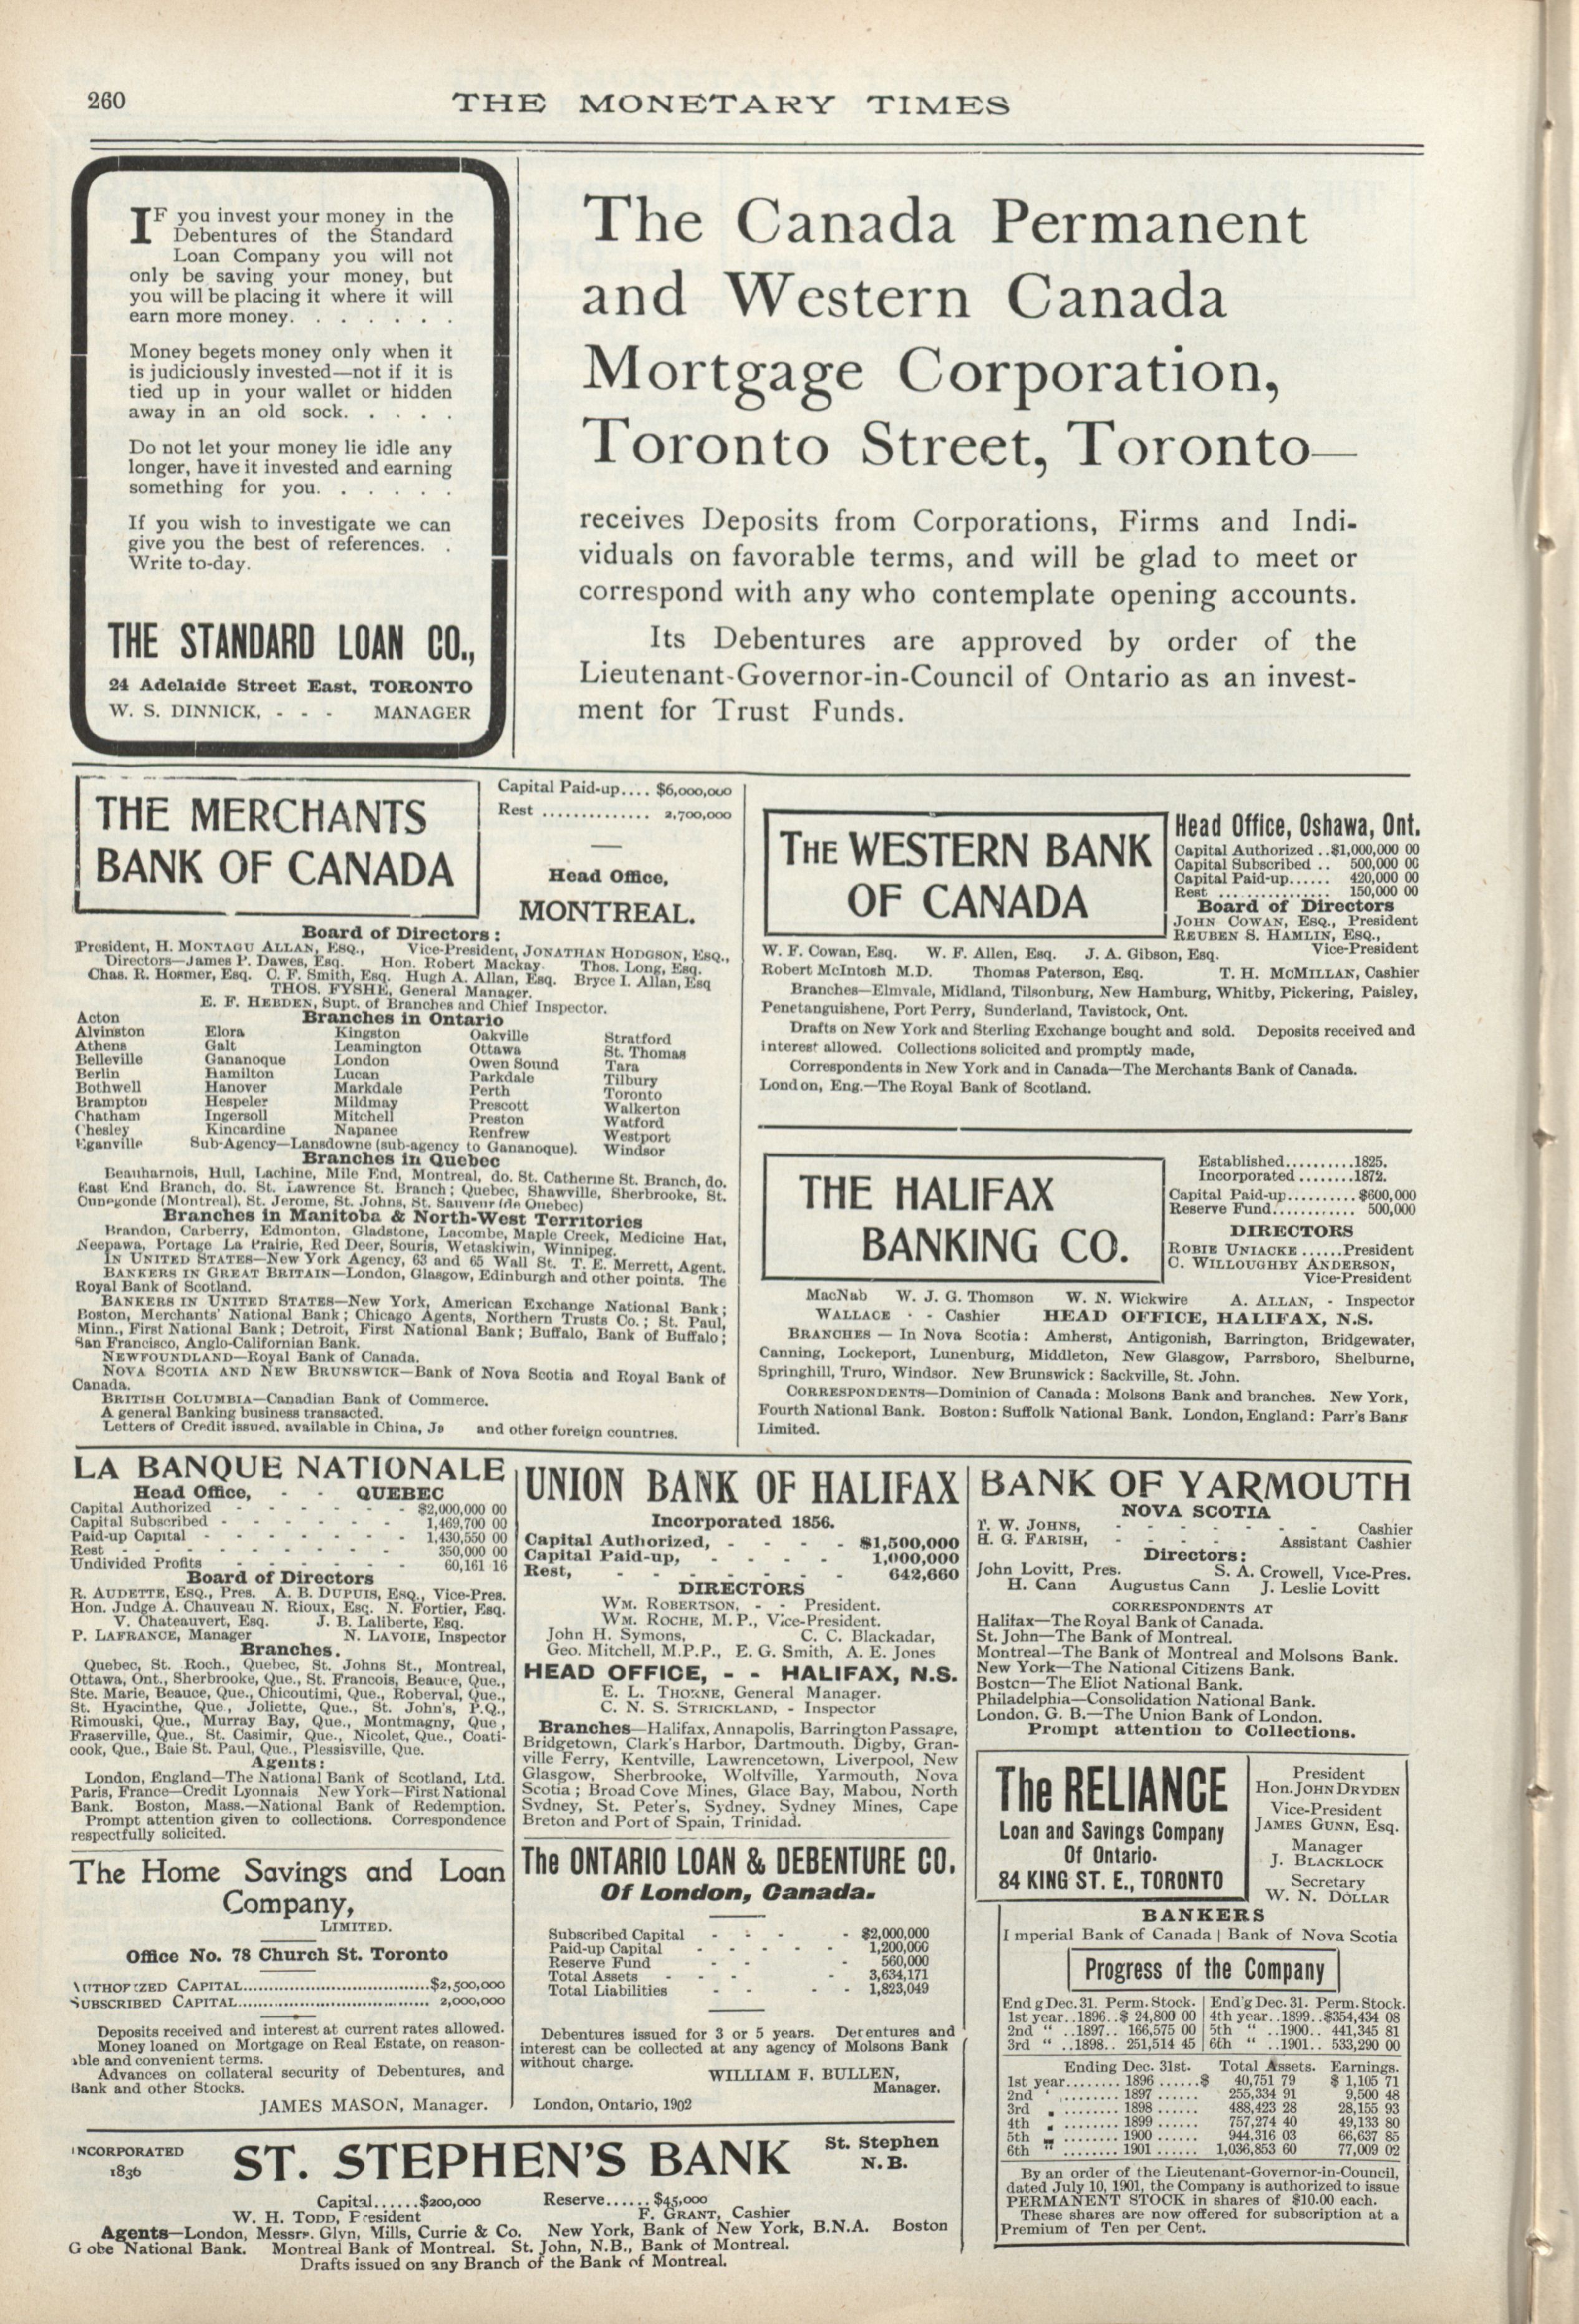 260
THE MONETARY TIMES
IF you invest your money in the
Debentures of the Standard
Loan Company you will not
only be saving your money, but
you will be placing it where it will
earn more money. . . . . . .
Money begets money only when it
is judiciously invested—not if it is
tied up in your wallet or hidden
away in an old sock. . . . .
Do not let your money lie idle any
longer, have it invested and earning
something for you. . . . . .
If you wish to investigate we can
give you the best of references. .
Write to-day.
THE STANDARD LOAN CO.,
24 Adelaide Street East, TORONTO
W. S. DINNICK, - - - MANAGER
The Canada Permanent
and Western Canada
Mortgage Corporation,
Toronto Street, Toronto—
receives Deposits from Corporations, Firms and Indi-
viduals on favorable terms, and will be glad to meet or
correspond with any who contemplate opening accounts.
Its Debentures are approved by order of the
Lieutenant-Governor-in-Council of Ontario as an invest-
ment for Trust Funds.
THE MERCHANTS
BANK OF CANADA
Capital Paid-up.... $6,000,000
Rest .............. 2,700,000
Head Office,
MONTREAL.
Board of Directors:
President, H. MONTAGU ALLAN, ESQ., Vice-President, JONATHAN HODGSON, ESQ.,
Directors—James P. Dawes, Esq. Hon. Robert Mackay. Thos. Long, Esq.
Chas. R. Hosmer, Esq. C. F. Smith, Esq. Hugh A. Allan, Esq. Bryce I. Allan, Esq
THOS. FYSHE, General Manager.
E. F. HEBDEN, Supt. of Branches and Chief Inspector.
Branches in Ontario
Acton
Alvinston Elora Kingston Oakville Stratford
Athens Galt Leamington Ottawa St. Thomas
Belleville Gananoque London Owen Sound Tara
Berlin Hamilton Lucan Parkdale Tilbury
Bothwell Hanover Markdale Perth Toronto
Brampton Hespeler Mildmay Prescott Walkerton
Chatham Ingersoll Mitchell Preston Watford
Chesley Kincardine Napanee Renfrew Westport
Eganville Sub-Agency—Lansdowne (sub-agency to Gananoque). Windsor
Branches in Quebec
Beauharnois, Hull, Lachine, Mile End, Montreal, do. St. Catherine St. Branch, do.
East End Branch, do. St. Lawrence St. Branch; Quebec, Shawville, Sherbrooke, St.
Cunegonde (Montreal), St. Jerome, St. Johns, St. Sauveur (de Quebec)
Branches in Manitoba & North-West Territories
Brandon, Carberry, Edmonton, Gladstone, Lacombe, Maple Creek, Medicine Hat,
Neepawa, Portage La Prairie, Red Deer, Souris, Wetaskiwin, Winnipeg.
IN UNITED STATES—New York Agency, 63 and 65 Wall St. T. E. Merrett, Agent.
BANKERS IN GREAT BRITAIN—London, Glasgow, Edinburgh and other points. The
Royal Bank of Scotland.
BANKERS IN UNITED STATES—New York, American Exchange National Bank;
Boston, Merchants' National Bank; Chicago Agents, Northern Trusts Co.; St. Paul,
Minn., First National Bank; Detroit, First National Bank; Buffalo, Bank of Buffalo;
San Francisco, Anglo-Californian Bank.
NEWFOUNDLAND—Royal Bank of Canada.
NOVA SCOTIA AND NEW BRUNSWICK—Bank of Nova Scotia and Royal Bank of
Canada.
BRITISH COLUMBIA—Canadian Bank of Commerce.
A general Banking business transacted.
Letters of Credit issued, available in China, and other foreign countries.
THE WESTERN BANK
OF CANADA
Head Office, Oshawa, Ont.
Capital Authorized ..$1,000,000 00
Capital Subscribed .. 500,000 00
Capital Paid-up...... 420,000 00
Rest ................ 150,000 00
Board of Directors
JOHN COWAN, ESQ., President
REUBEN S. HAMLIN, ESQ.,
Vice-President
W. F. Cowan, Esq. W. F. Allen, Esq. J. A. Gibson, Esq.
Robert McIntosh M.D. Thomas Paterson, Esq. T. H. MCMILLAN, Cashier
Branches—Elmvale, Midland, Tilsonburg, New Hamburg, Whitby, Pickering, Paisley,
Penetanguishene, Port Perry, Sunderland, Tavistock, Ont.
Drafts on New York and Sterling Exchange bought and sold. Deposits received and
interest allowed. Collections solicited and promptly made,
Correspondents in New York and in Canada—The Merchants Bank of Canada.
London, Eng.—The Royal Bank of Scotland.
THE HALIFAX
BANKING CO.
Established..........1825.
Incorporated ........1872.
Capital Paid-up..........$600,000
Reserve Fund............ 500,000
DIRECTORS
ROBIE UNIACKE ......President
C. WILLOUGHBY ANDERSON,
Vice-President
MacNab W. J. G. Thomson W. N. Wickwire A. ALLAN, - Inspector
WALLACE - - Cashier HEAD OFFICE, HALIFAX, N.S.
BRANCHES — In Nova Scotia: Amherst, Antigonish, Barrington, Bridgewater,
Canning, Lockeport, Lunenburg, Middleton, New Glasgow, Parrsboro, Shelburne,
Springhill, Truro, Windsor. New Brunswick: Sackville, St. John.
CORRESPONDENTS—Dominion of Canada: Molsons Bank and branches. New York,
Fourth National Bank. Boston: Suffolk National Bank. London, England: Parr's Bank
Limited.
LA BANQUE NATIONALE
Head Office, - - QUEBEC
Capital Authorized - - - - - - $2,000,000 00
Capital Subscribed - - - - - - 1,469,700 00
Paid-up Capital - - - - - - 1,430,550 00
Rest - - - - - - - 350,000 00
Undivided Profits - - - - - 60,161 16
Board of Directors
R. AUDETTE, ESQ., Pres. A. B. DUPUIS, ESQ., Vice-Pres.
Hon. Judge A. Chauveau N. Rioux, Esq. N. Fortier, Esq.
V. Chateauvert, Esq. J. B. Laliberte, Esq.
P. LAFRANCE, Manager N. LAVOIE, Inspector
Branches.
Quebec, St. Roch., Quebec, St. Johns St., Montreal,
Ottawa, Ont., Sherbrooke, Que., St. Francois, Beauce, Que.,
Ste. Marie, Beauce, Que., Chicoutimi, Que., Roberval, Que.,
St. Hyacinthe, Que., Joliette, Que., St. John's, P.Q.,
Rimouski, Que., Murray Bay, Que., Montmagny, Que,
Fraserville, Que., St. Casimir, Que., Nicolet, Que., Coati-
cook, Que., Baie St. Paul, Que., Plessisville, Que.
Agents:
London, England—The National Bank of Scotland, Ltd.
Paris, France—Credit Lyonnais New York—First National
Bank. Boston, Mass.—National Bank of Redemption.
Prompt attention given to collections. Correspondence
respectfully solicited.
The Home Savings and Loan
Company,
LIMITED.
Office No. 78 Church St. Toronto
AUTHORIZED CAPITAL................................$2,500,000
SUBSCRIBED CAPITAL................................ 2,000,000
Deposits received and interest at current rates allowed.
Money loaned on Mortgage on Real Estate, on reason-
able and convenient terms.
Advances on collateral security of Debentures, and
Bank and other Stocks.
JAMES MASON, Manager.
UNION BANK OF HALIFAX
Incorporated 1856.
Capital Authorized, - - - - $1,500,000
Capital Paid-up, - - - - 1,000,000
Rest, - - - - - - 642,660
DIRECTORS
WM. ROBERTSON, - - President.
WM. ROCHE, M.P., Vice-President.
John H. Symons, C. C. Blackadar,
Geo. Mitchell, M.P.P., E. G. Smith, A. E. Jones
HEAD OFFICE, - - HALIFAX, N.S.
E. L. THORNE, General Manager.
C. N. S. STRICKLAND, - Inspector
Branches—Halifax, Annapolis, Barrington Passage,
Bridgetown, Clark's Harbor, Dartmouth. Digby, Gran-
ville Ferry, Kentville, Lawrencetown, Liverpool, New
Glasgow, Sherbrooke, Wolfville, Yarmouth, Nova
Scotia; Broad Cove Mines, Glace Bay, Mabou, North
Sydney, St. Peter's, Sydney, Sydney Mines, Cape
Breton and Port of Spain, Trinidad.
The ONTARIO LOAN & DEBENTURE CO.
Of London, Canada.
Subscribed Capital - - - - $2,000,000
Paid-up Capital - - - - - 1,200,000
Reserve Fund - - - 560,000
Total Assets - - - - 3,634,171
Total Liabilities - - - - 1,823,049
Debentures issued for 3 or 5 years. Debentures and
interest can be collected at any agency of Molsons Bank
without charge.
WILLIAM F. BULLEN,
Manager.
London, Ontario, 1902
BANK OF YARMOUTH
NOVA SCOTIA
T. W. JOHNS, - - - - - - Cashier
H. G. FARISH, - - - - - Assistant Cashier
Directors:
John Lovitt, Pres. S. A. Crowell, Vice-Pres.
H. Cann Augustus Cann J. Leslie Lovitt
CORRESPONDENTS AT
Halifax—The Royal Bank of Canada.
St. John—The Bank of Montreal.
Montreal—The Bank of Montreal and Molsons Bank.
New York—The National Citizens Bank.
Boston—The Eliot National Bank.
Philadelphia—Consolidation National Bank.
London, G. B.—The Union Bank of London.
Prompt attention to Collections.
The RELIANCE
Loan and Savings Company
Of Ontario.
84 KING ST. E., TORONTO
President
Hon. JOHN DRYDEN
Vice-President
JAMES GUNN, Esq.
Manager
J. BLACKLOCK
Secretary
W. N. DOLLAR
BANKERS
Imperial Bank of Canada | Bank of Nova Scotia
Progress of the Company
End g Dec. 31. Perm. Stock. | End'g Dec. 31. Perm. Stock.
1st year..1896..$ 24,800 00 | 4th year..1899..$354,434 08
2nd " ..1897.. 166,575 00 | 5th " ..1900.. 441,345 81
3rd " ..1898.. 251,514 45 | 6th " ..1901.. 533,290 00
Ending Dec. 31st. Total Assets. Earnings.
1st year........ 1896 ......$ 40,751 79 $ 1,105 71
2nd " ......... 1897 ...... 255,334 91 9,500 48
3rd " ........ 1898 ...... 488,423 28 28,155 93
4th " ........ 1899 ...... 757,274 40 49,133 80
5th " ........ 1900 ...... 944,316 03 66,637 85
6th " ........ 1901 ...... 1,036,853 60 77,009 02
By an order of the Lieutenant-Governor-in-Council,
dated July 10, 1901, the Company is authorized to issue
PERMANENT STOCK in shares of $10.00 each.
These shares are now offered for subscription at a
Premium of Ten per Cent.
INCORPORATED
1836
ST. STEPHEN'S BANK
St. Stephen
N. B.
Capital......$200,000 Reserve...... $45,000
W. H. TODD, President F. GRANT, Cashier
Agents—London, Messrs. Glyn, Mills, Currie & Co. New York, Bank of New York, B.N.A. Boston
G obe National Bank. Montreal Bank of Montreal. St. John, N.B., Bank of Montreal.
Drafts issued on any Branch of the Bank of Montreal.